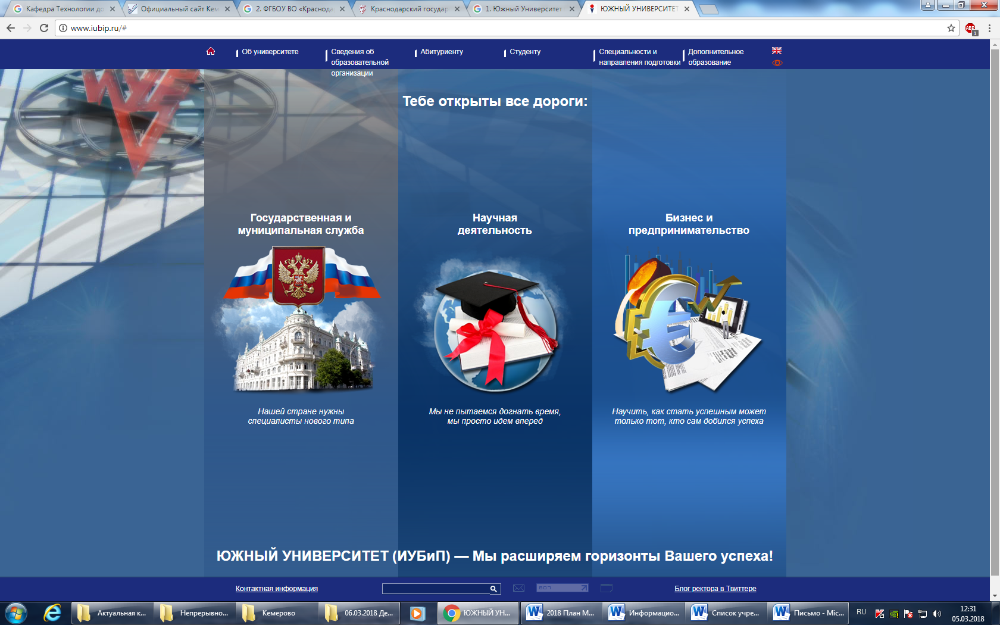 Кафедра Технологии до
Официальный сайт Кем
2. ФГБОУ ВО «Краснода
Краснодарский государ
1. Южный Университет
ЮЖНЫЙ УНИВЕРСИТЕТ
www.iubip.ru/#
ABP
1
Об университете
Сведения об
образовательной
организации
Абитуриенту
Студенту
Специальности и
направления подготовки
Дополнительное
образование
Тебе открыты все дороги:
Государственная и
муниципальная служба
Научная
деятельность
Бизнес и
предпринимательство
Нашей стране нужны
специалисты нового типа
Мы не пытаемся догнать время,
мы просто идем вперед
Научить, как стать успешным может
только тот, кто сам добился успеха
ЮЖНЫЙ УНИВЕРСИТЕТ (ИУБиП) — Мы расширяем горизонты Вашего успеха!
Контактная информация
Блог ректора в Твиттере
Актуальная к...
Непрерывно...
Кемерово
06.03.2018 Де...
ЮЖНЫЙ УН...
2018 План М...
Информацио...
Список учре...
Письмо - Mic...
RU
12:31
05.03.2018